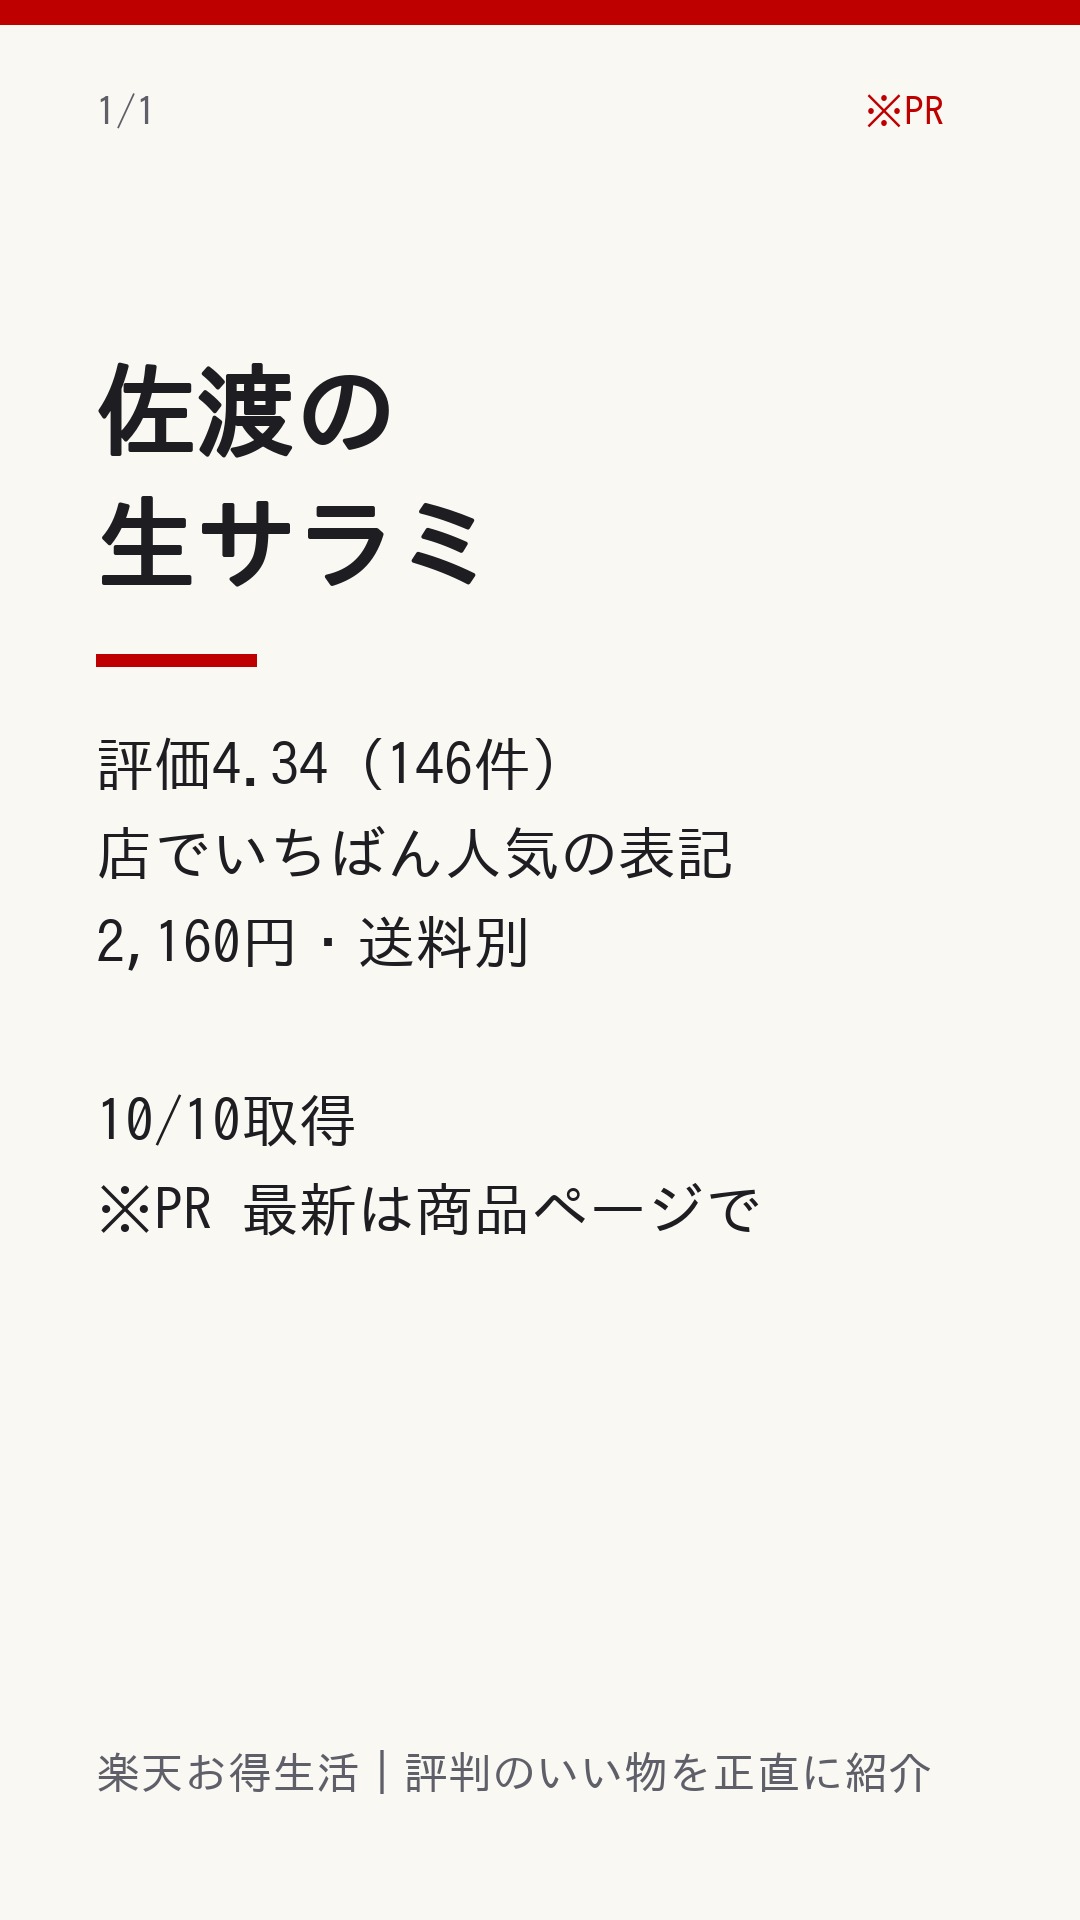 1/1
※PR
佐渡の
生サラミ
評価4.34（146件）
店でいちばん人気の表記
2,160円・送料別
10/10取得
※PR 最新は商品ページで
楽天お得生活｜評判のいい物を正直に紹介